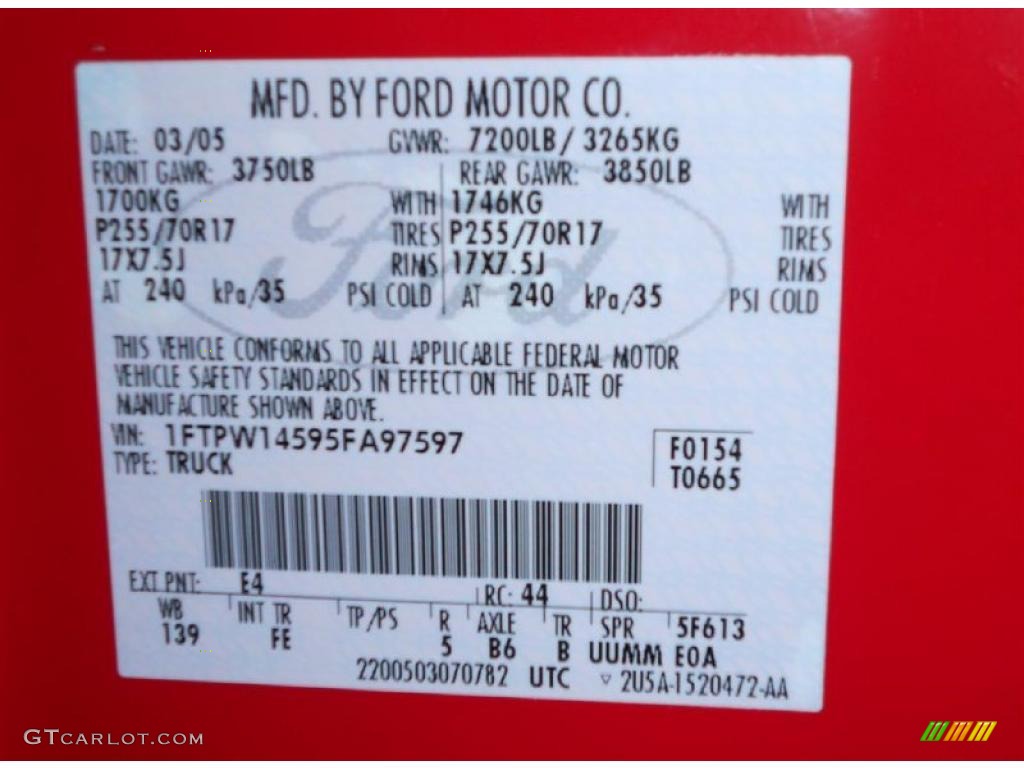 MFD. BY FORD MOTOR CO.
DATE: 03/05 GVWR: 7200LB / 3265KG
FRONT GAWR: 3750LB REAR GAWR: 3850LB
1700KG WITH 1746KG WITH
P255/70R17 TIRES P255/70R17 TIRES
17X7.5J RIMS 17X7.5J RIMS
AT 240 kPa/35 PSI COLD AT 240 kPa/35 PSI COLD
Ford
THIS VEHICLE CONFORMS TO ALL APPLICABLE FEDERAL MOTOR
VEHICLE SAFETY STANDARDS IN EFFECT ON THE DATE OF
MANUFACTURE SHOWN ABOVE.
VIN: 1FTPW14595FA97597 F0154
TYPE: TRUCK T0665
EXT PNT: E4 RC: 44 DSO:
WB INT TR TP/PS R AXLE TR SPR 5F613
139 FE 5 B6 B UUMM EOA
2200503070782 UTC ▽ 2U5A-1520472-AA
GTCARLOT.COM